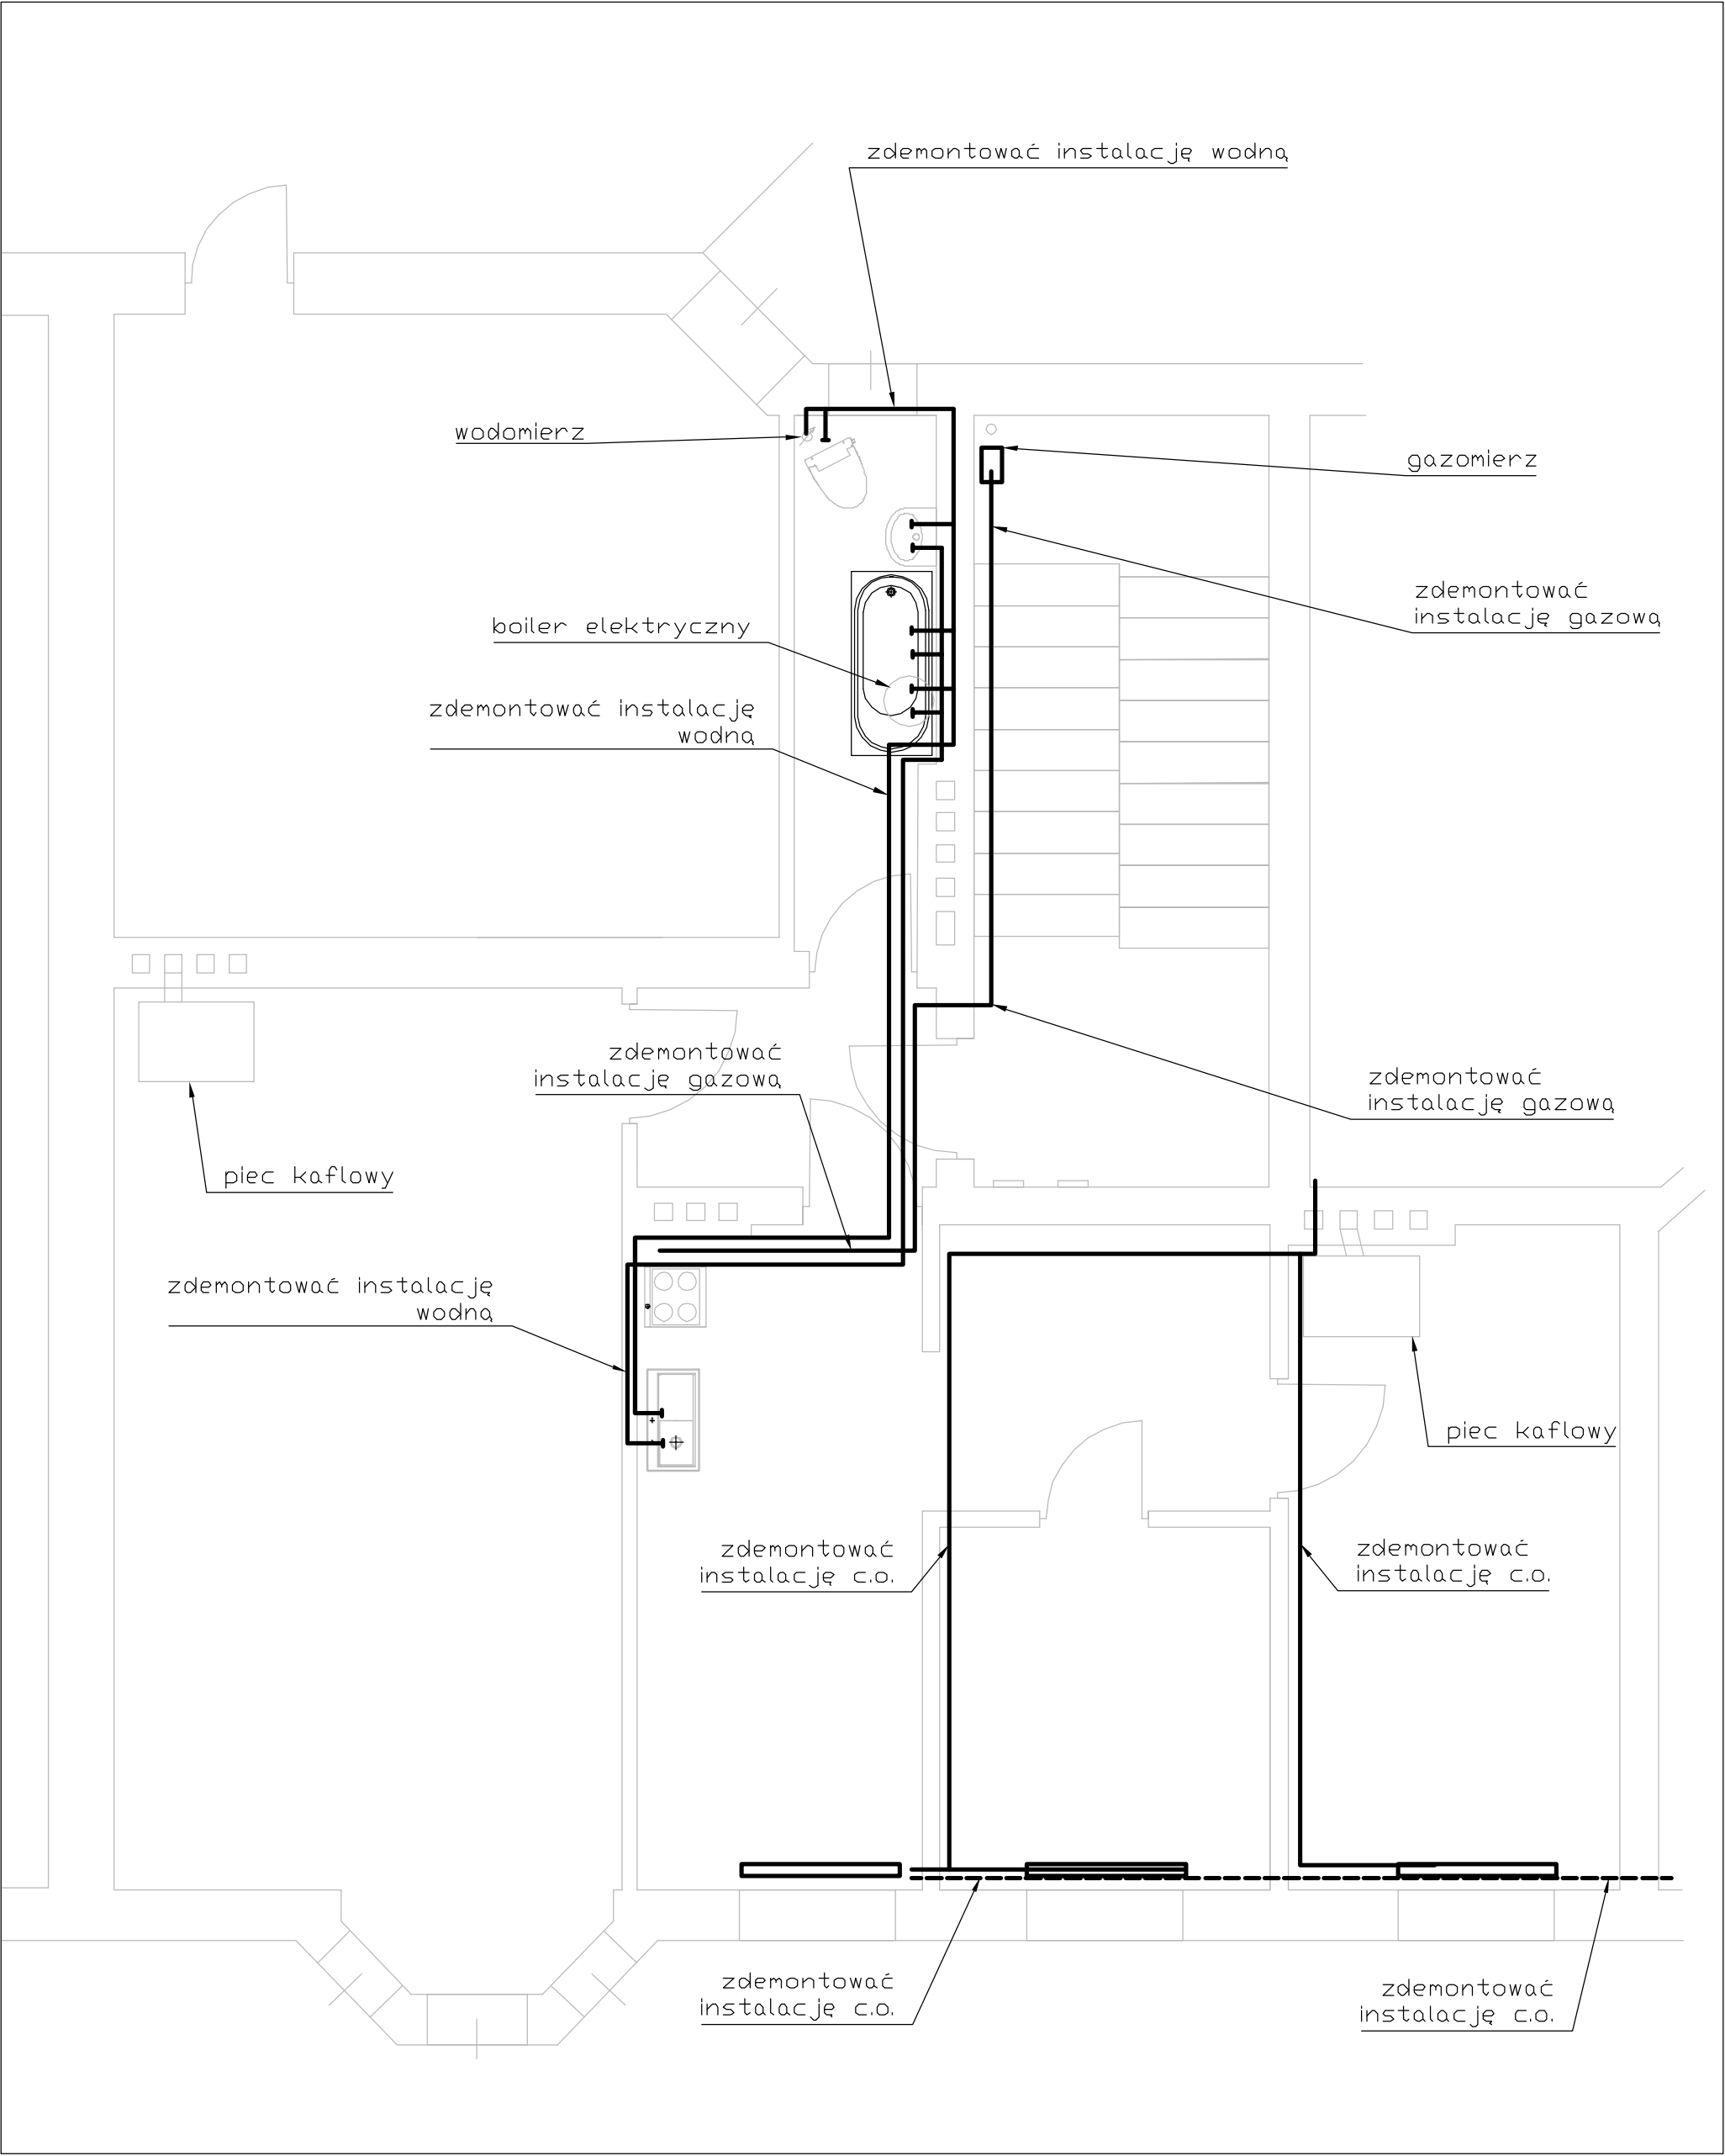 zdemontować instalację wodną
wodomierz
gazomierz
zdemontować
instalację gazową
boiler elektryczny
zdemontować instalację
wodną
zdemontować
instalację gazową
zdemontować
instalację gazową
piec kaflowy
zdemontować instalację
wodną
piec kaflowy
zdemontować
instalację c.o.
zdemontować
instalację c.o.
zdemontować
instalację c.o.
zdemontować
instalację c.o.